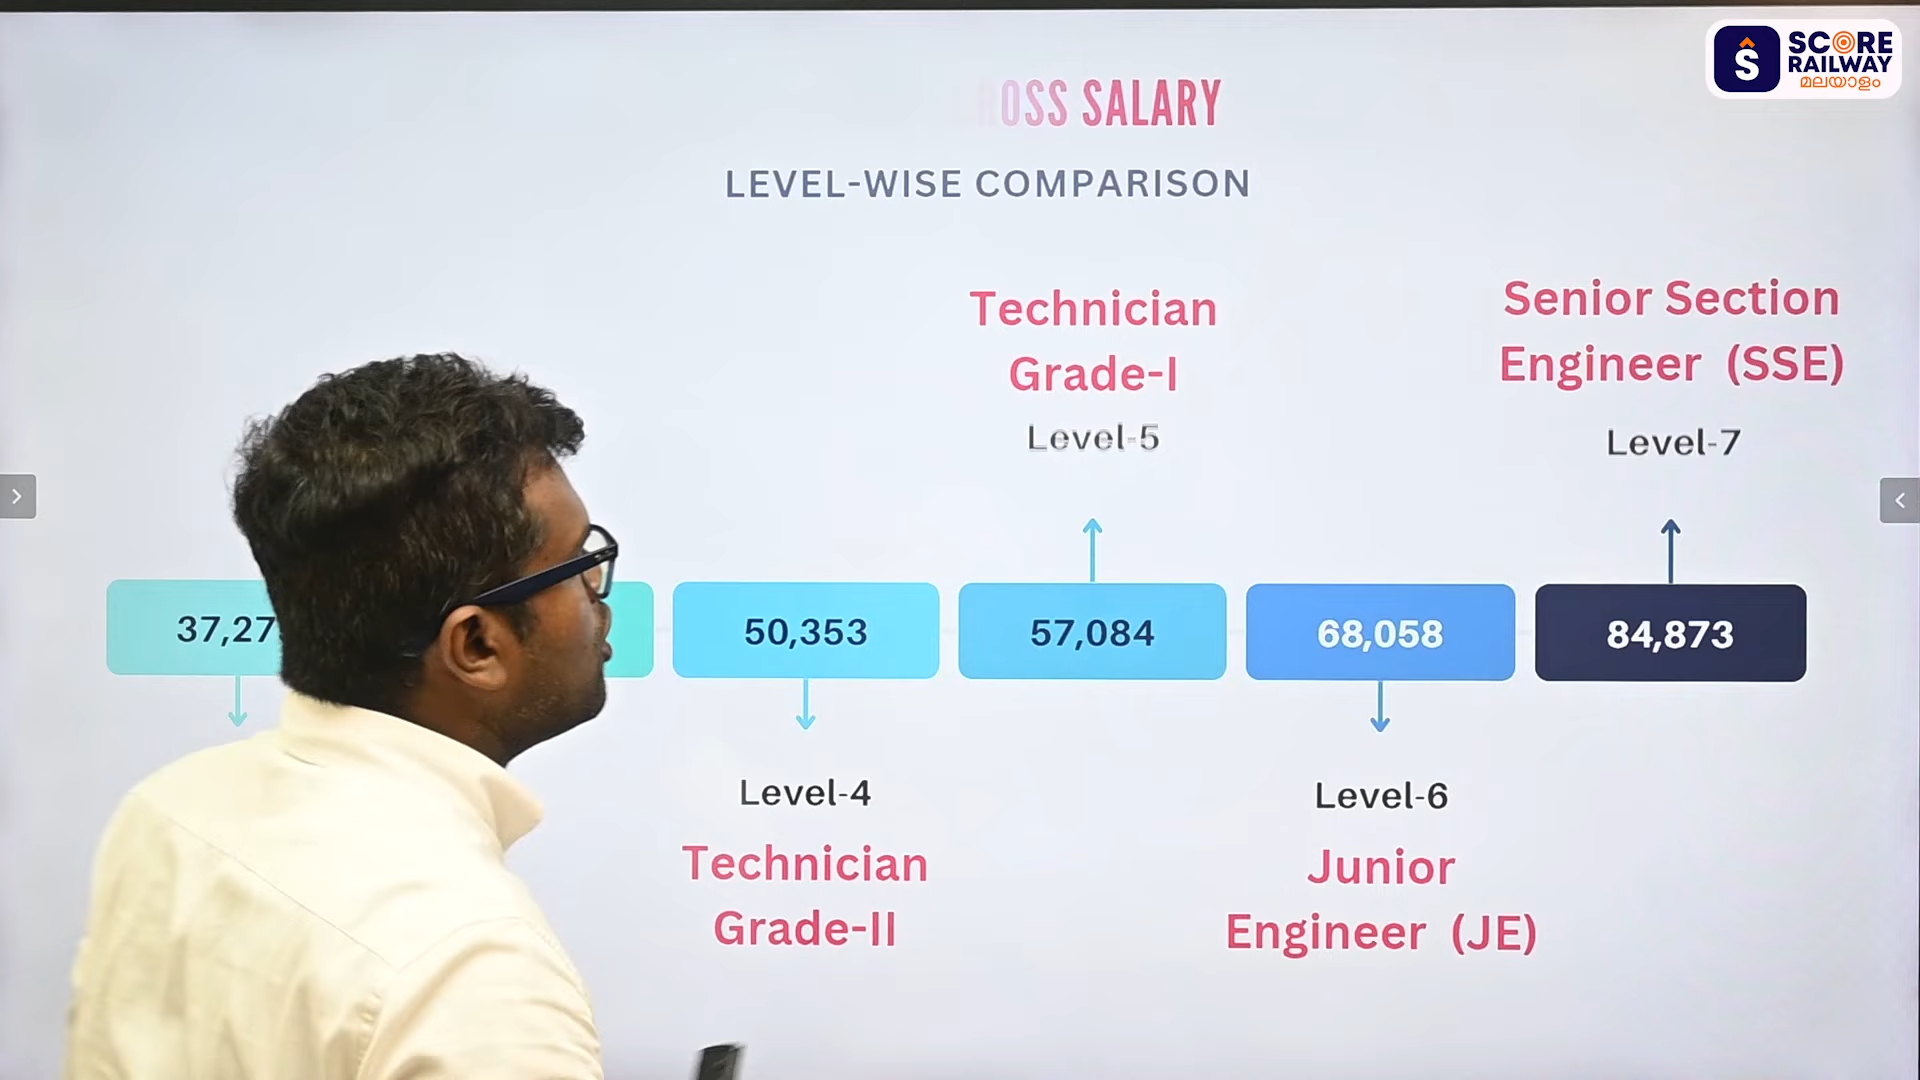 SCORE
RAILWAY
മലയാളം
SALARY
LEVEL-WISE COMPARISON
Technician
Grade-I
Level-5
Senior Section
Engineer (SSE)
Level-7
50,353
57,084
68,058
84,873
Level-4
Technician
Grade-II
Level-6
Junior
Engineer (JE)